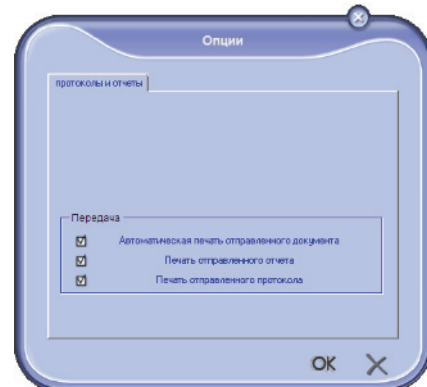 Опции
протоколы и отчеты
Передача
Автоматическая печать отправленного документа
Печать отправленного отчета
Печать отправленного протокола
OK